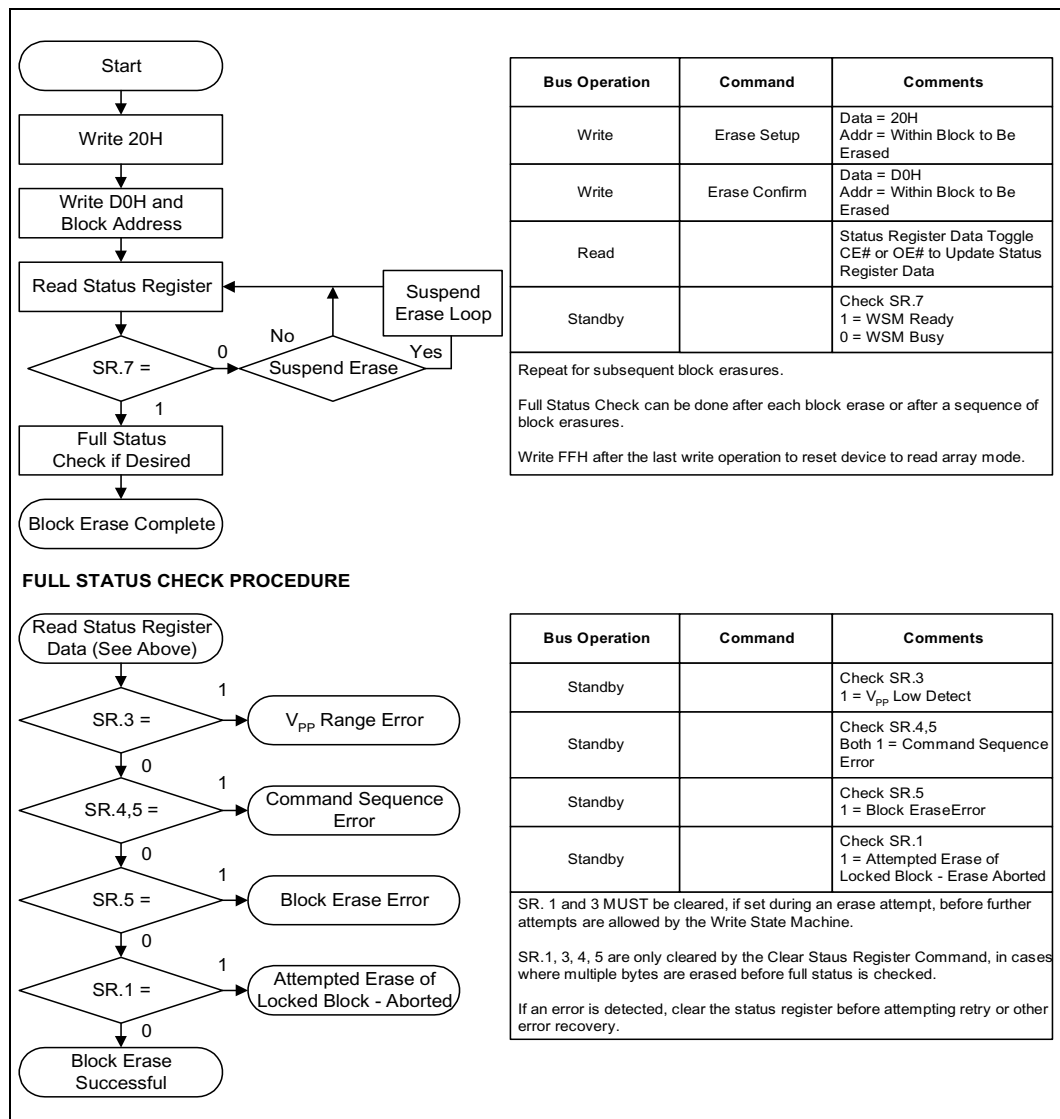 Start
Write 20H
Write D0H and
Block Address
Read Status Register
SR.7 =
0
1
Suspend Erase
No
Yes
Suspend
Erase Loop
Full Status
Check if Desired
Block Erase Complete
Bus Operation Command Comments
Write Erase Setup Data = 20H
Addr = Within Block to Be
Erased
Write Erase Confirm Data = D0H
Addr = Within Block to Be
Erased
Read Status Register Data Toggle
CE# or OE# to Update Status
Register Data
Standby Check SR.7
1 = WSM Ready
0 = WSM Busy
Repeat for subsequent block erasures.
Full Status Check can be done after each block erase or after a sequence of
block erasures.
Write FFH after the last write operation to reset device to read array mode.
FULL STATUS CHECK PROCEDURE
Read Status Register
Data (See Above)
SR.3 =
1
VPP Range Error
0
SR.4,5 =
1
Command Sequence
Error
0
SR.5 =
1
Block Erase Error
0
SR.1 =
1
Attempted Erase of
Locked Block - Aborted
0
Block Erase
Successful
Bus Operation Command Comments
Standby Check SR.3
1 = VPP Low Detect
Standby Check SR.4,5
Both 1 = Command Sequence
Error
Standby Check SR.5
1 = Block EraseError
Standby Check SR.1
1 = Attempted Erase of
Locked Block - Erase Aborted
SR. 1 and 3 MUST be cleared, if set during an erase attempt, before further
attempts are allowed by the Write State Machine.
SR.1, 3, 4, 5 are only cleared by the Clear Staus Register Command, in cases
where multiple bytes are erased before full status is checked.
If an error is detected, clear the status register before attempting retry or other
error recovery.